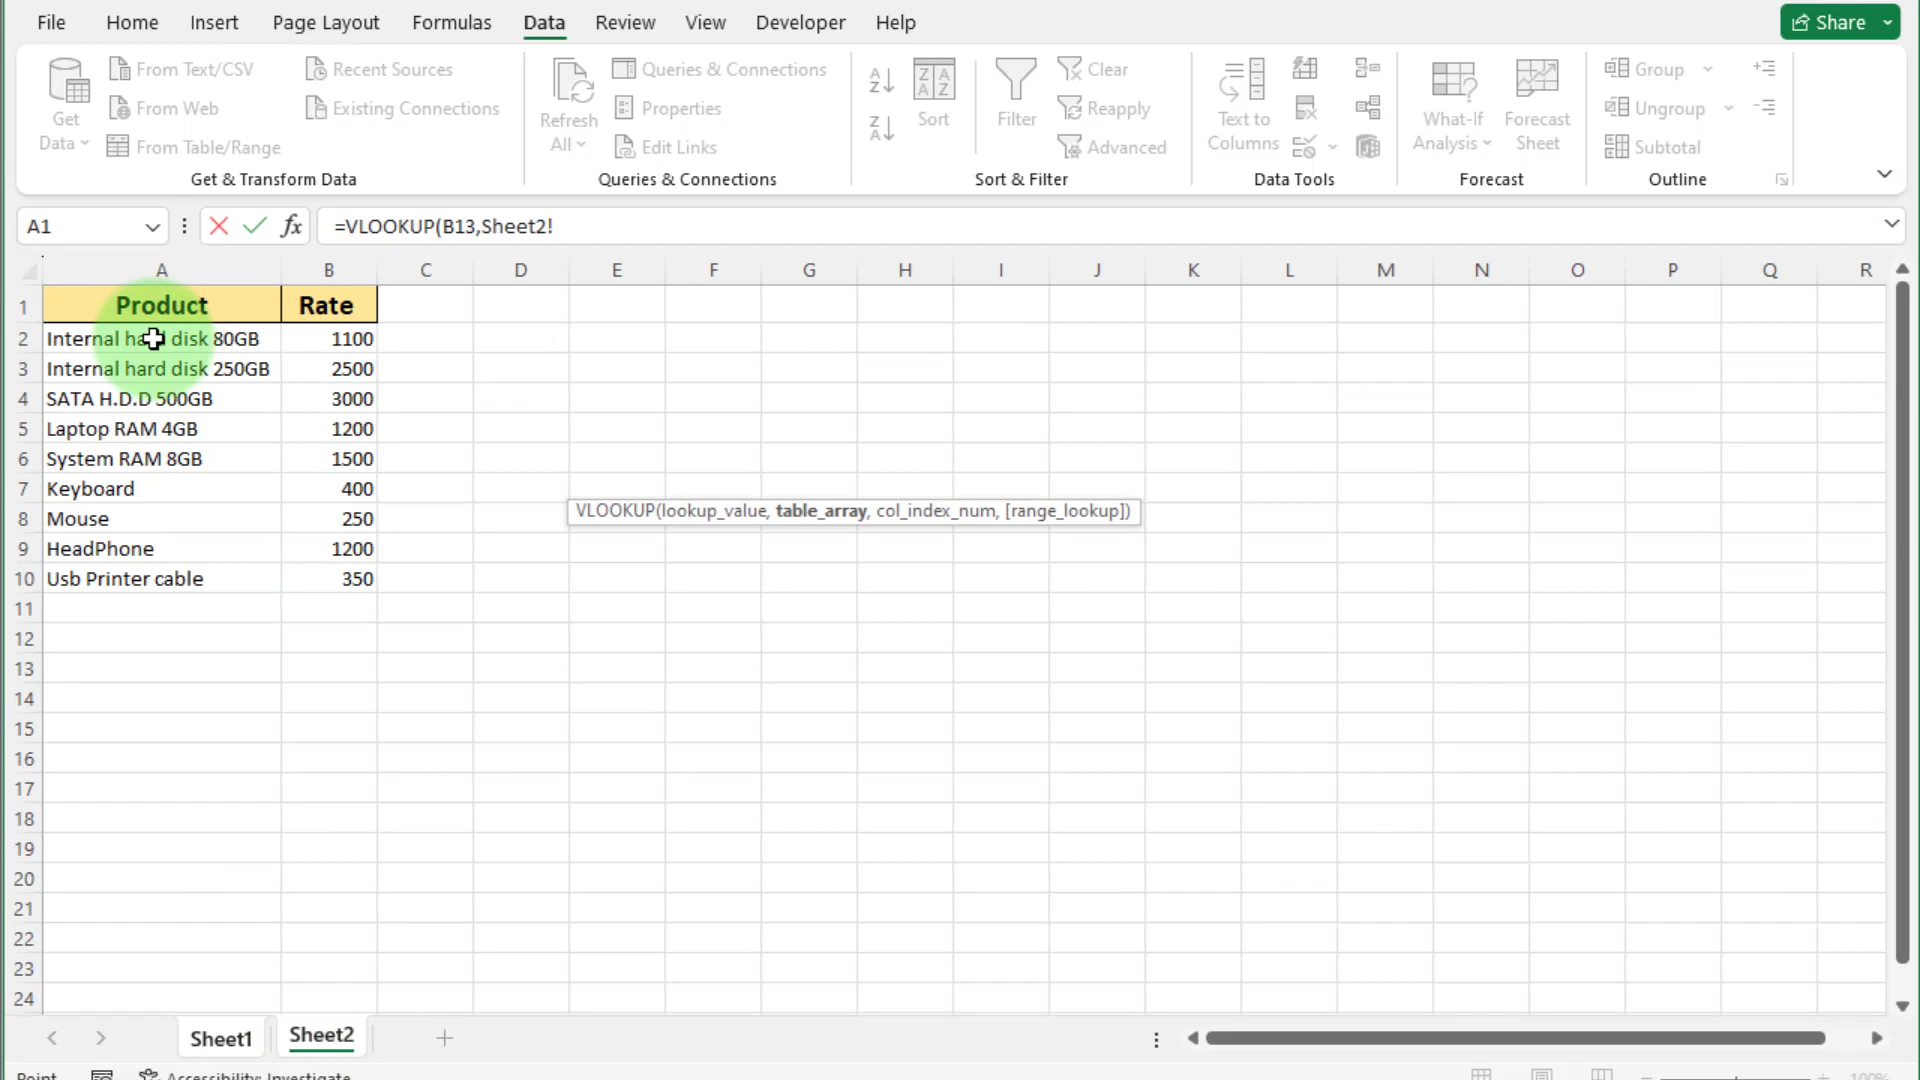 File Home Insert Page Layout Formulas Data Review View Developer Help Share
Get Data
From Text/CSV
From Web
From Table/Range
Recent Sources
Existing Connections
Get & Transform Data
Refresh All
Queries & Connections
Properties
Edit Links
Queries & Connections
Sort
Filter
Clear
Reapply
Advanced
Sort & Filter
Text to Columns
Data Tools
What-If Analysis
Forecast Sheet
Forecast
Group
Ungroup
Subtotal
Outline
A1 fx =VLOOKUP(B13,Sheet2!
A B C D E F G H I J K L M N O P Q R
1 Product Rate
2 Internal hard disk 80GB 1100
3 Internal hard disk 250GB 2500
4 SATA H.D.D 500GB 3000
5 Laptop RAM 4GB 1200
6 System RAM 8GB 1500
7 Keyboard 400
8 Mouse 250
VLOOKUP(lookup_value, table_array, col_index_num, [range_lookup])
9 HeadPhone 1200
10 Usb Printer cable 350
11
12
13
14
15
16
17
18
19
20
21
22
23
24
Sheet1 Sheet2
Point Accessibility: Investigate 100%